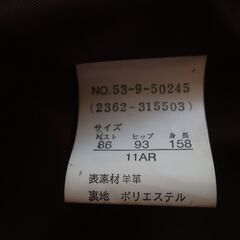 NO.53-9-50245
(2362-315503)
サイズ
バスト ヒップ 身長
86 93 158
11AR
表素材羊革
裏地 ポリエステル